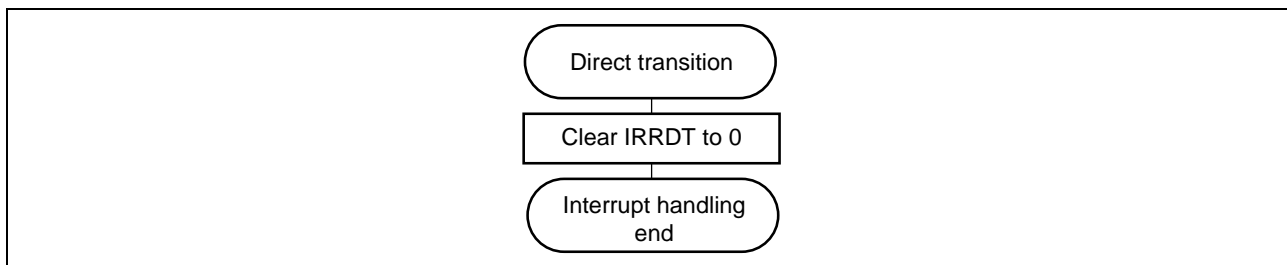 Direct transition
Clear IRRDT to 0
Interrupt handling
end